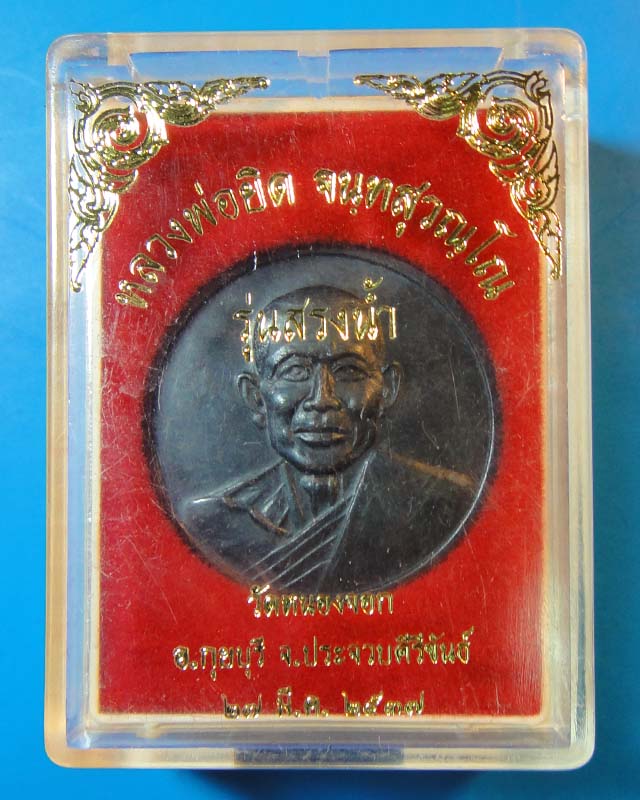 หลวงพ่อยิด จนฺทสุวณฺโณ
รุ่นสรงน้ำ
วัดหนองจอก
อ.กุยบุรี จ.ประจวบคีรีขันธ์
๒๗ มี.ค. ๒๕๓๗